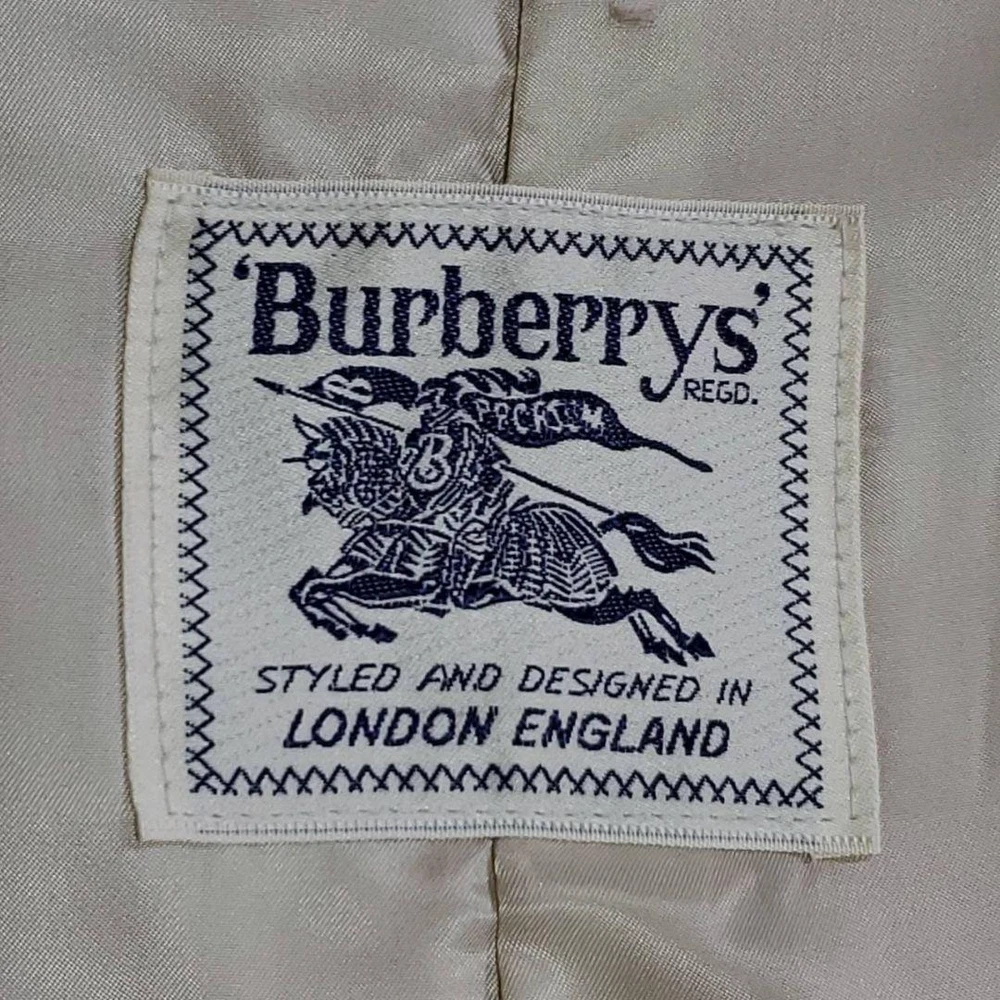 ‘Burberrys’
REGD.
B
PRORSUM
B
STYLED AND DESIGNED IN
LONDON ENGLAND